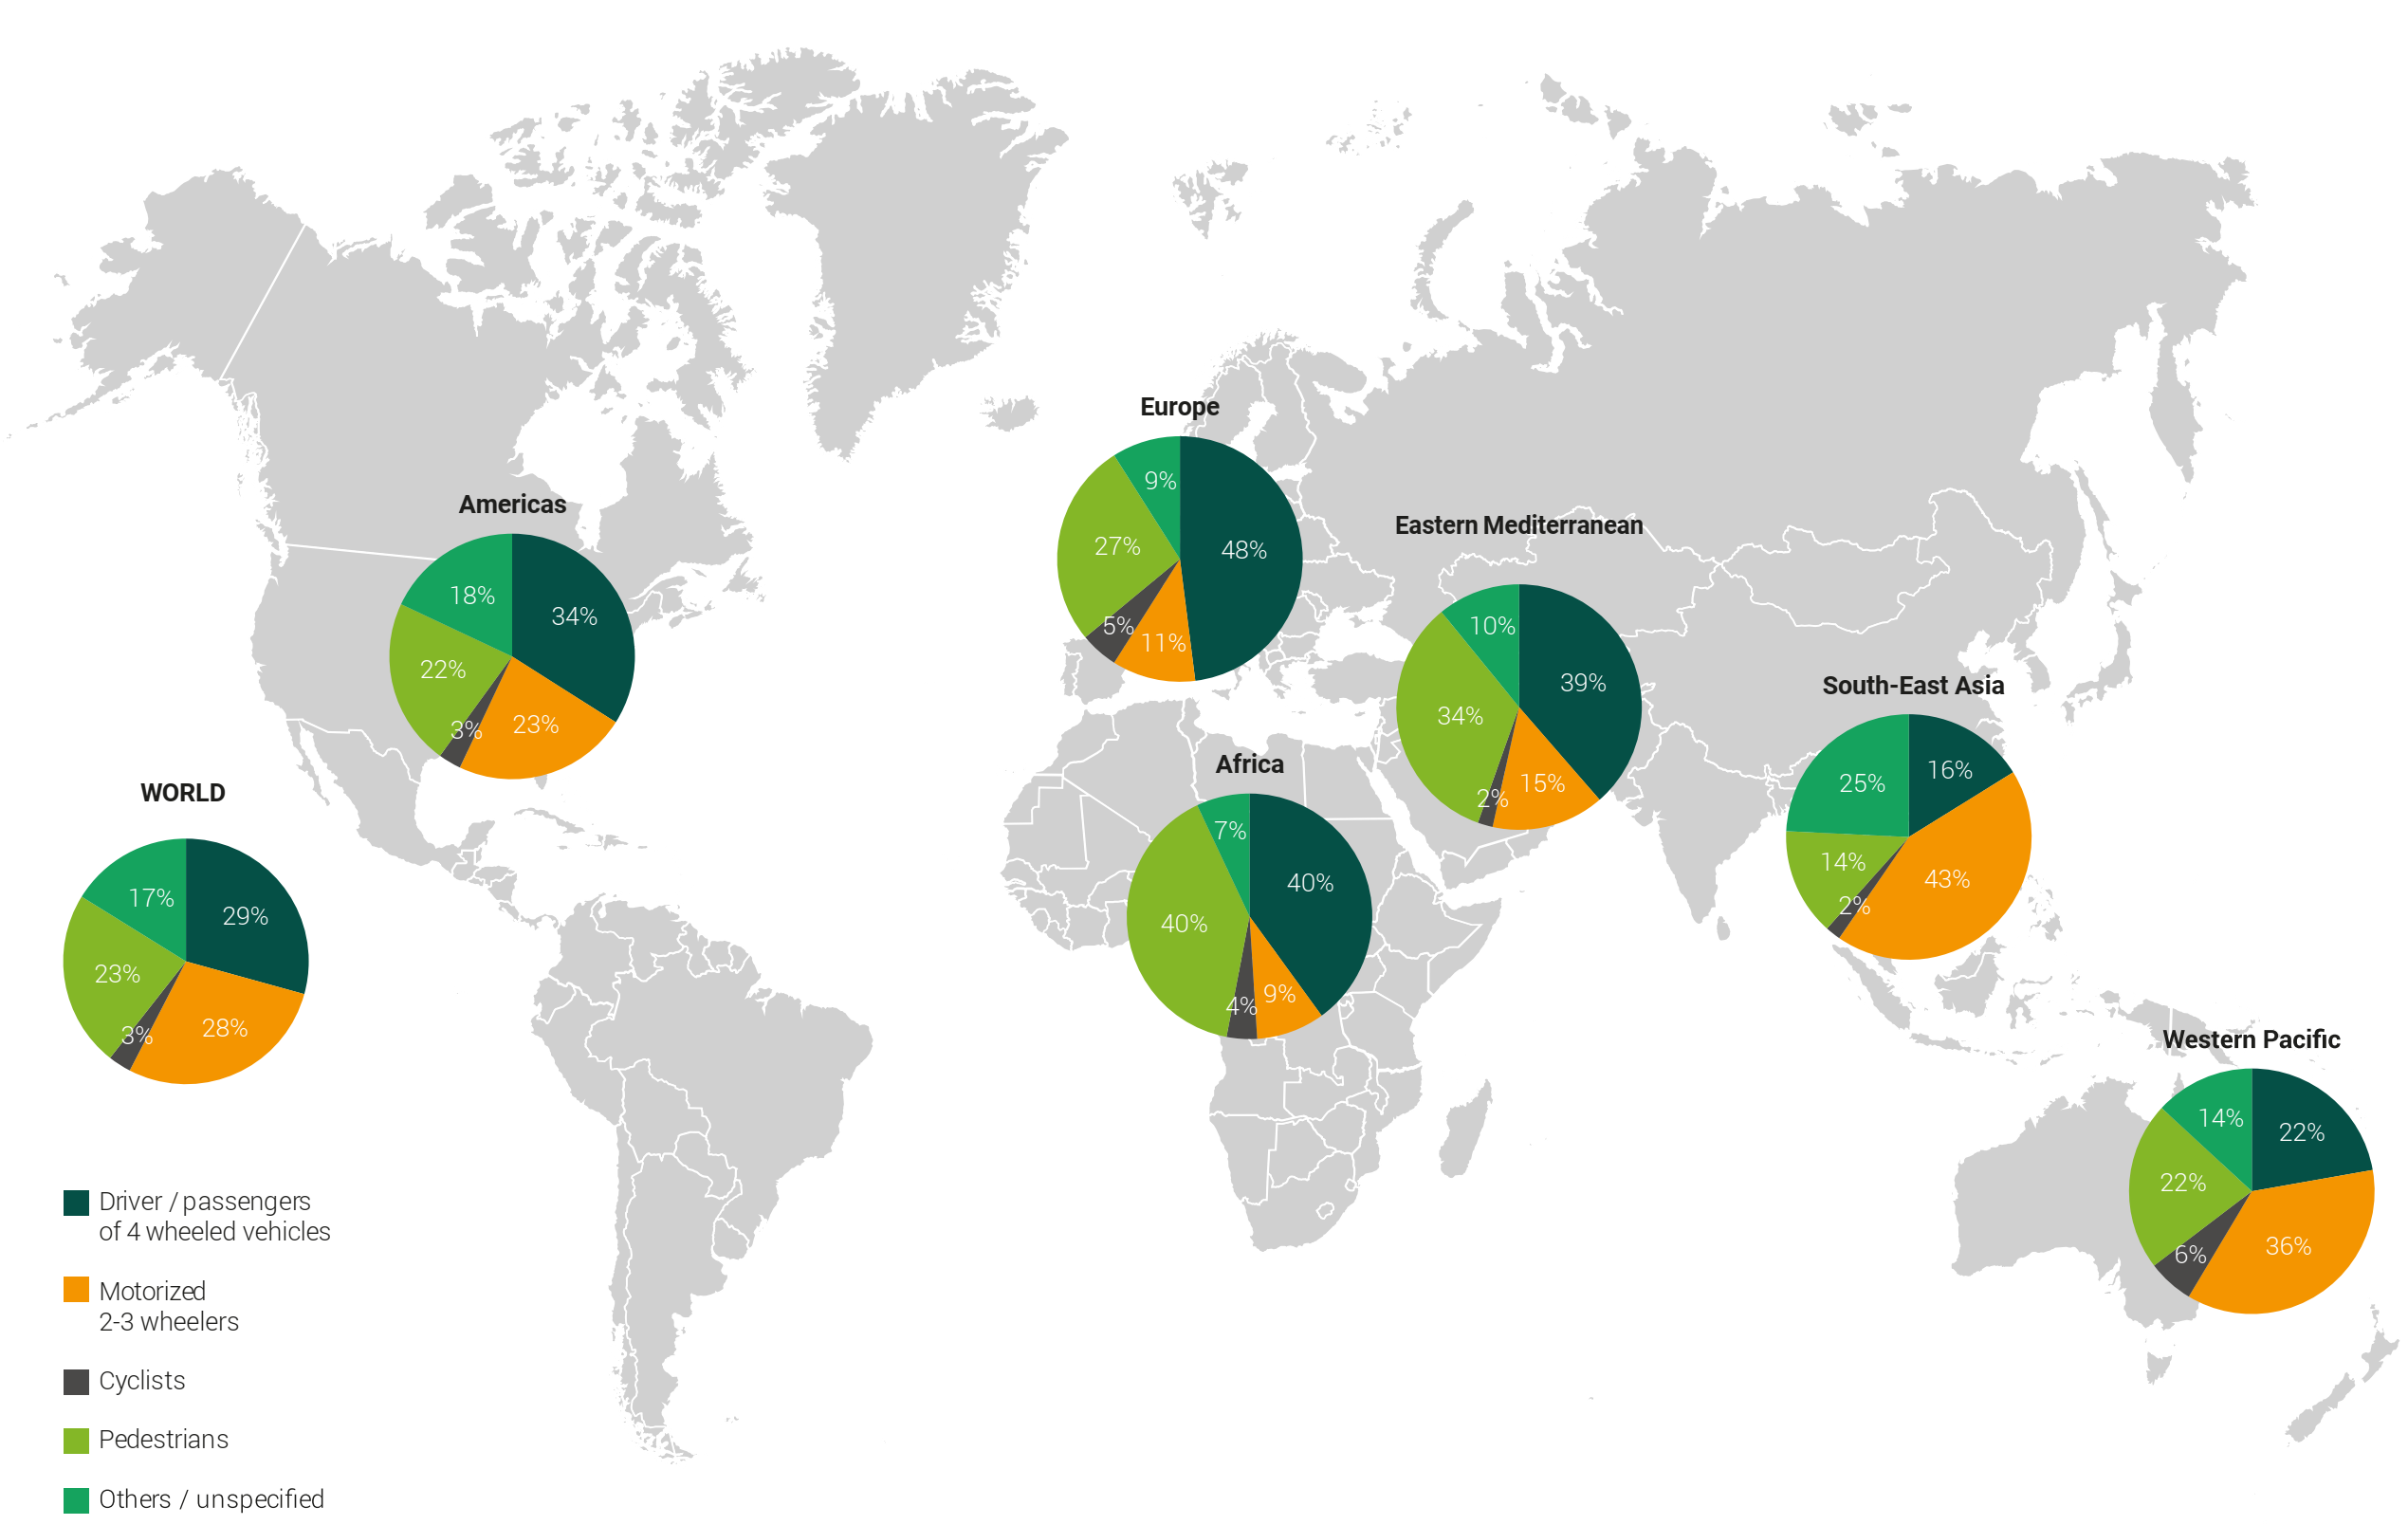 Europe
9%
48%
27%
5%
11%
Americas
18%
34%
22%
3%
23%
Eastern Mediterranean
10%
39%
34%
2%
15%
South-East Asia
25%
16%
14%
2%
43%
Africa
7%
40%
40%
4%
9%
WORLD
17%
29%
23%
3%
28%
Western Pacific
14%
22%
22%
6%
36%
Driver / passengers
of 4 wheeled vehicles
Motorized
2-3 wheelers
Cyclists
Pedestrians
Others / unspecified